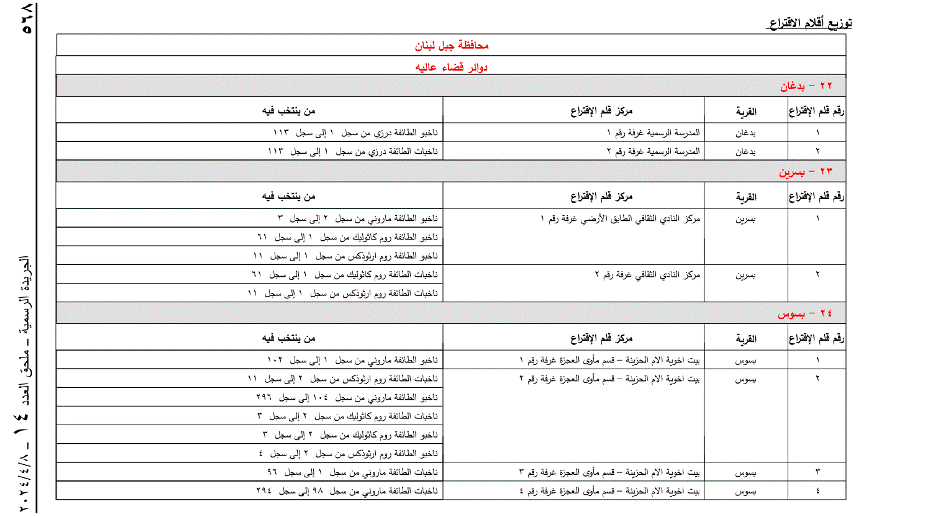 توزيع أقلام الاقتراع
محافظة جبل لبنان
دوائر قضاء عاليه
٢٢ - بدغان
رقم قلم الإقتراع القرية مركز قلم الإقتراع من ينتخب فيه
١ بدغان المدرسة الرسمية غرفة رقم ١ ناخبو الطائفة درزي من سجل ١ إلى سجل ١١٣
٢ بدغان المدرسة الرسمية غرفة رقم ٢ ناخبات الطائفة درزي من سجل ١ إلى سجل ١١٣
٢٣ - بسرين
رقم قلم الإقتراع القرية مركز قلم الإقتراع من ينتخب فيه
١ بسرين مركز النادي الثقافي الطابق الأرضي غرفة رقم ١ ناخبو الطائفة ماروني من سجل ٢ إلى سجل ٣
ناخبو الطائفة روم كاثوليك من سجل ١ إلى سجل ٦١
ناخبو الطائفة روم ارثوذكس من سجل ١ إلى سجل ١١
٢ بسرين مركز النادي الثقافي غرفة رقم ٢ ناخبات الطائفة روم كاثوليك من سجل ١ إلى سجل ٦١
ناخبات الطائفة روم ارثوذكس من سجل ١ إلى سجل ١١
٢٤ - بسوس
رقم قلم الإقتراع القرية مركز قلم الإقتراع من ينتخب فيه
١ بسوس بيت اخوية الام الحزينة – قسم مأوى العجزة غرفة رقم ١ ناخبو الطائفة ماروني من سجل ١ إلى سجل ١٠٢
٢ بسوس بيت اخوية الام الحزينة – قسم مأوى العجزة غرفة رقم ٢ ناخبات الطائفة روم ارثوذكس من سجل ٢ إلى سجل ١١
ناخبو الطائفة ماروني من سجل ١٠٤ إلى سجل ٢٩٦
ناخبات الطائفة روم كاثوليك من سجل ٢ إلى سجل ٣
ناخبو الطائفة روم كاثوليك من سجل ٢ إلى سجل ٣
ناخبو الطائفة روم ارثوذكس من سجل ٢ إلى سجل ٤
٣ بسوس بيت اخوية الام الحزينة – قسم مأوى العجزة غرفة رقم ٣ ناخبات الطائفة ماروني من سجل ١ إلى سجل ٩٦
٤ بسوس بيت اخوية الام الحزينة – قسم مأوى العجزة غرفة رقم ٤ ناخبات الطائفة ماروني من سجل ٩٨ إلى سجل ٢٩٤
٥٦٨
الجريدة الرسمية – ملحق العدد ١٤ – ٢٠٢٤/٤/٨